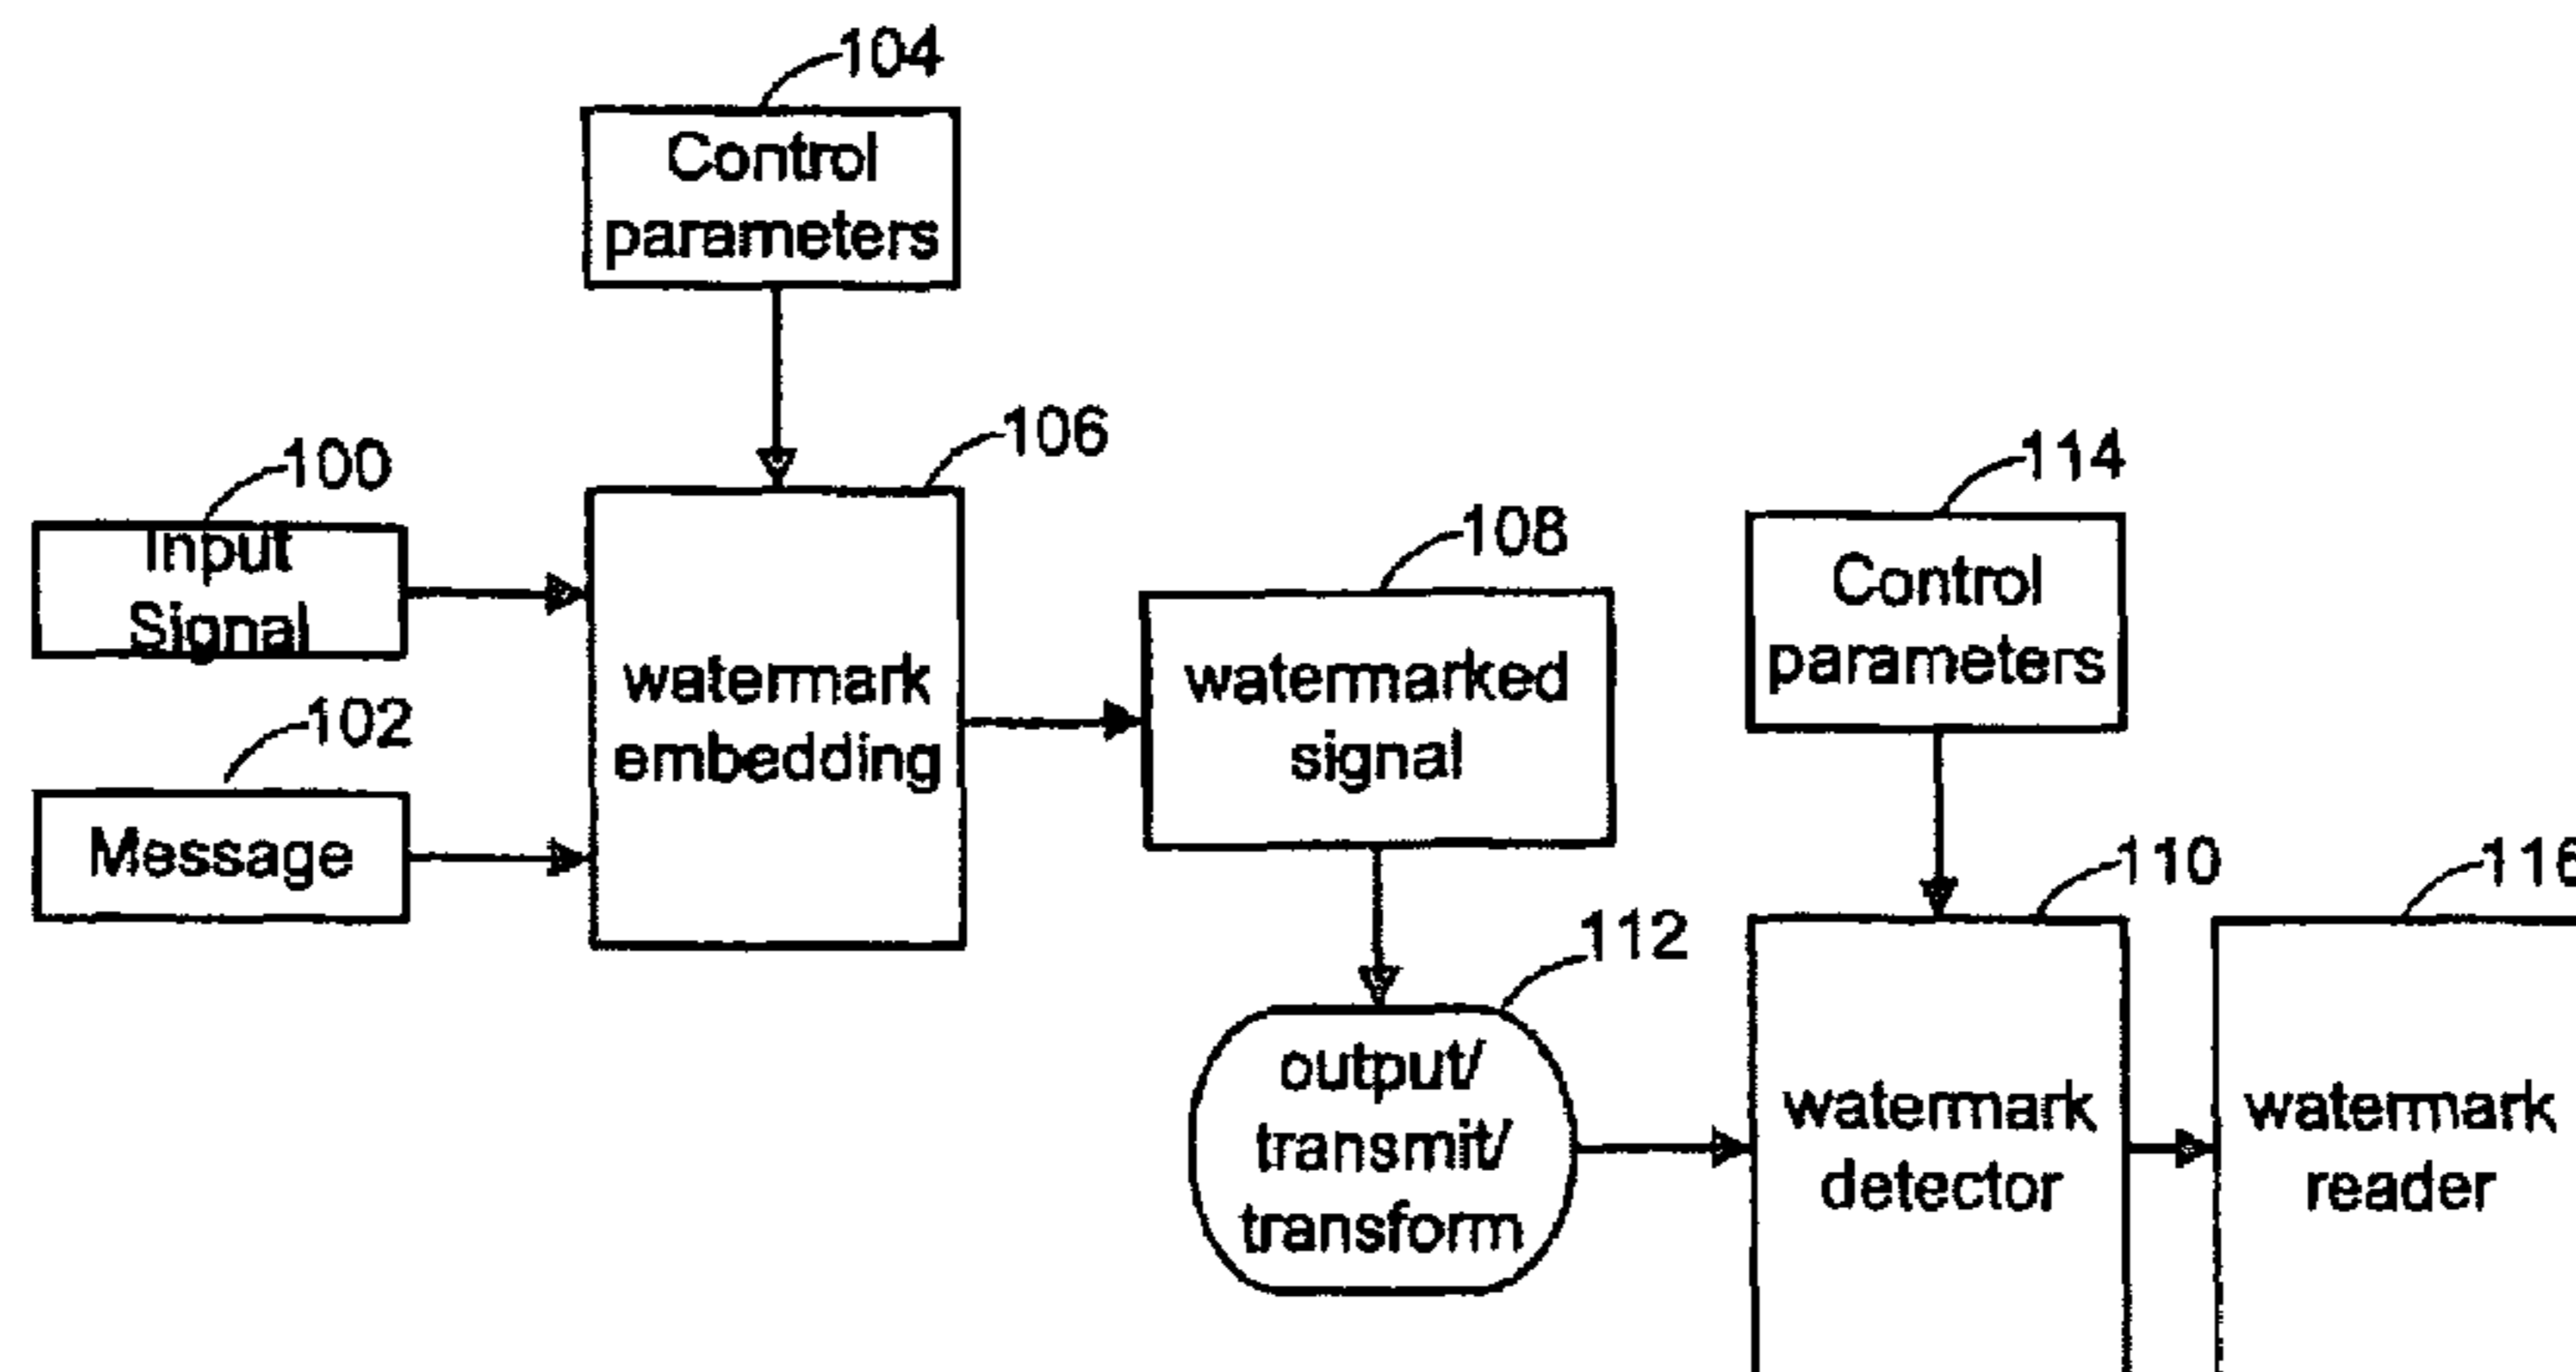 104
Control
parameters
106
100
Input
Signal
102
Message
watermark
embedding
108
watermarked
signal
114
Control
parameters
112
output/
transmit/
transform
110
watermark
detector
116
watermark
reader